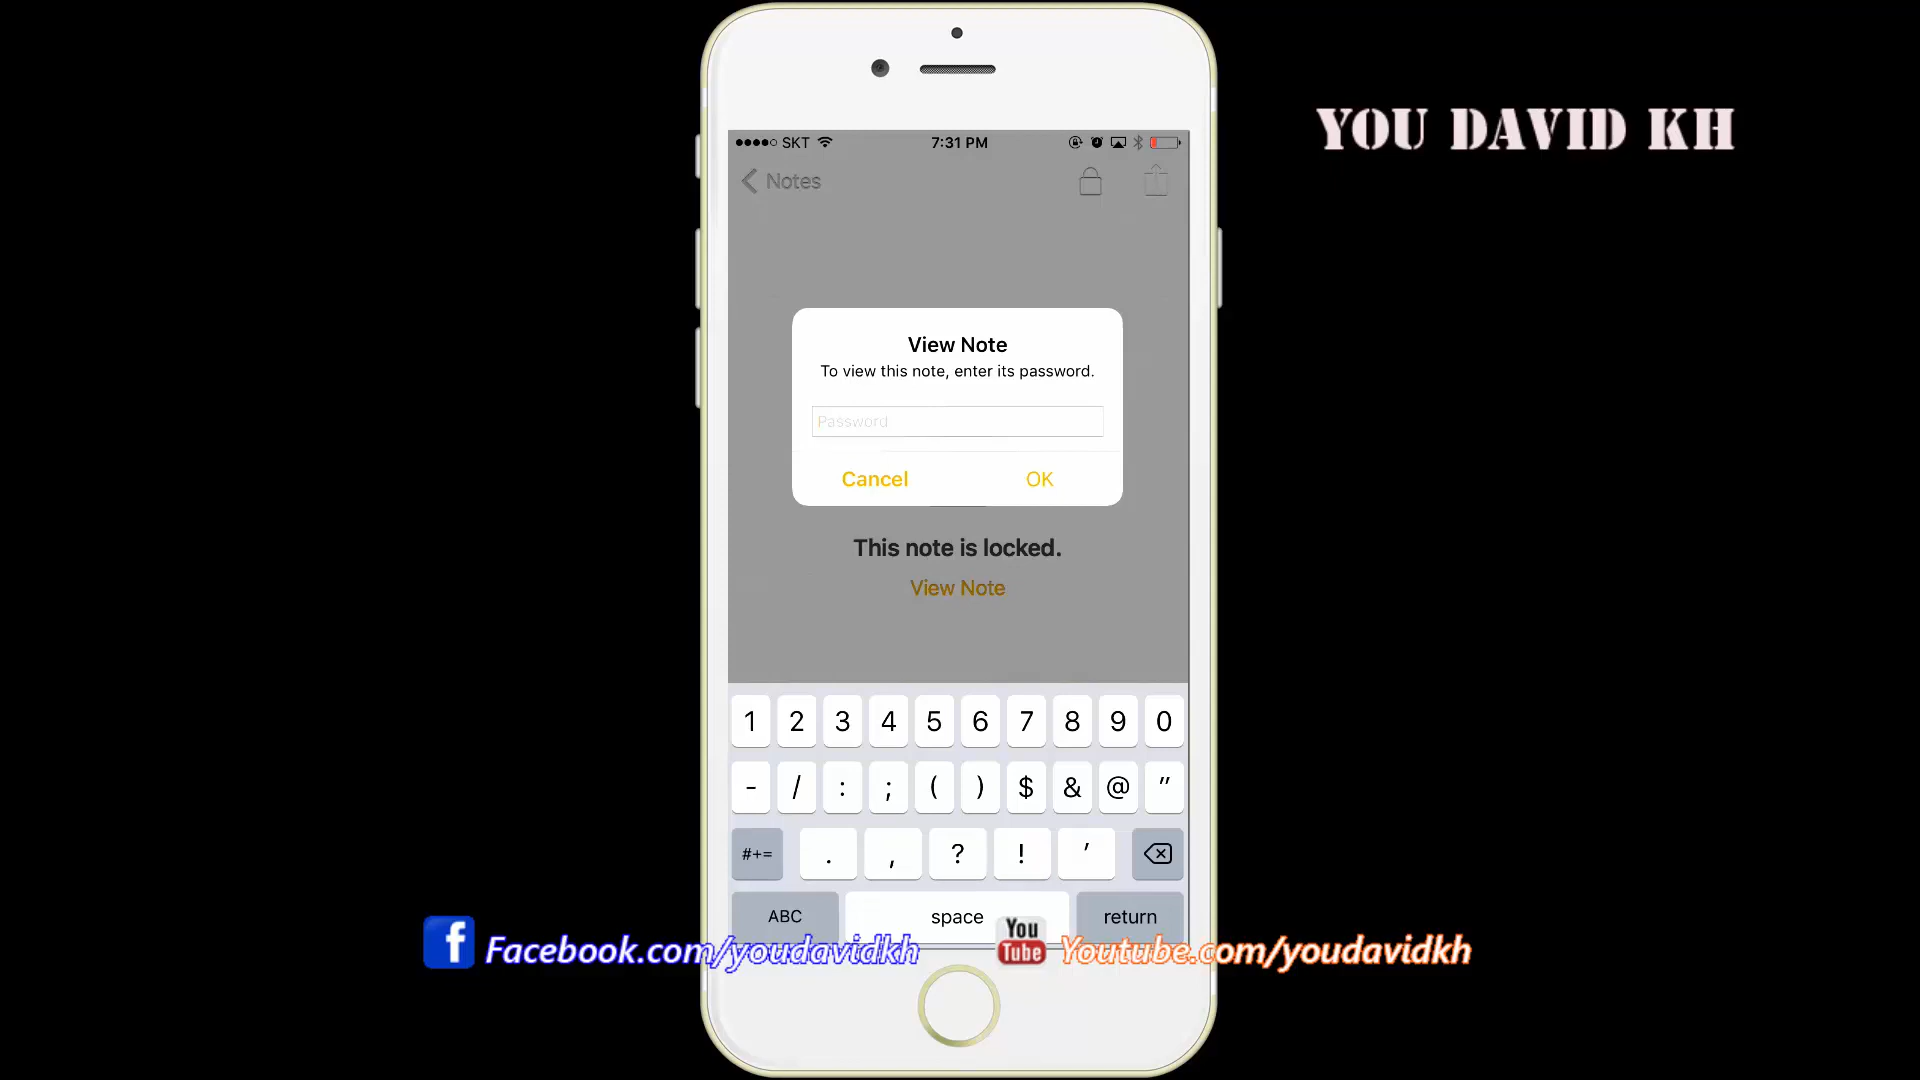 YOU DAVID KH
SKT 7:31 PM
Notes
View Note
To view this note, enter its password.
Password
Cancel OK
This note is locked.
View Note
1 2 3 4 5 6 7 8 9 0
- / : ; ( ) $ & @ "
#+= . , ? ! '
ABC space return
f Facebook.com/youdavidkh You Tube Youtube.com/youdavidkh